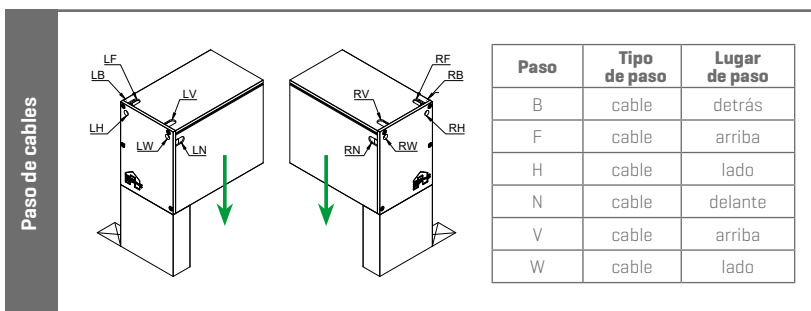 Paso de cables
LF
LB
LV
LH
LW
LN
RF
RB
RV
RH
RN
RW
Paso Tipo de paso Lugar de paso
B cable detrás
F cable arriba
H cable lado
N cable delante
V cable arriba
W cable lado